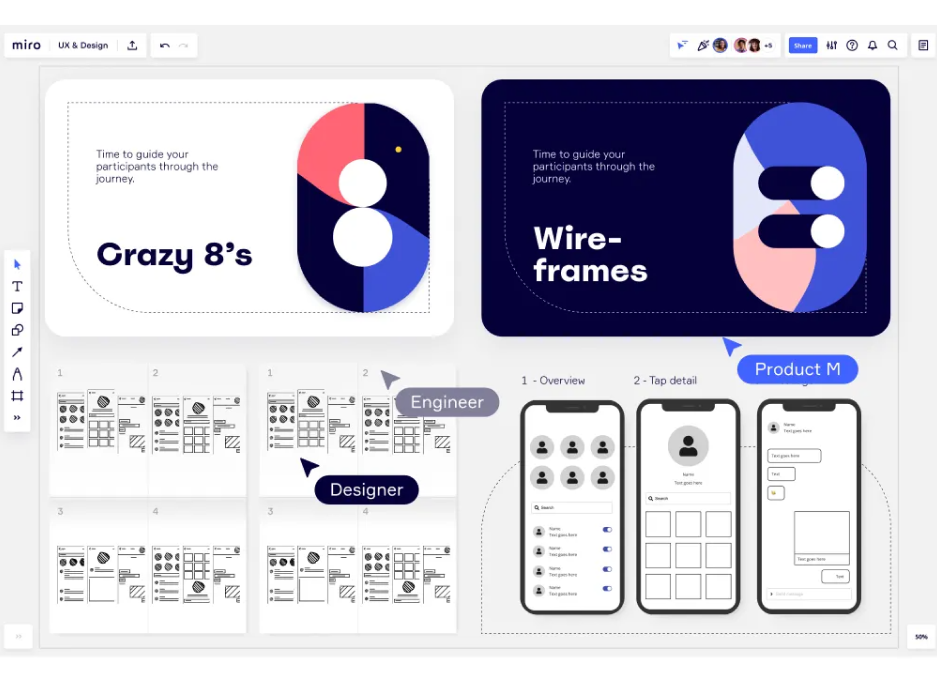 miro
UX & Design
+5
Share
Time to guide your
participants through the
journey.
Crazy 8's
Time to guide your
participants through the
journey.
Wire-
frames
Product M
1
2
1
2
Engineer
Designer
3
4
3
4
1 - Overview
2 - Tap detail
Search
Name
Text goes here
Name
Text goes here
Name
Text goes here
Name
Text goes here
Name
Text goes here
Search
Name
Text goes here
Text goes here
Text
Text goes here
Text
50%